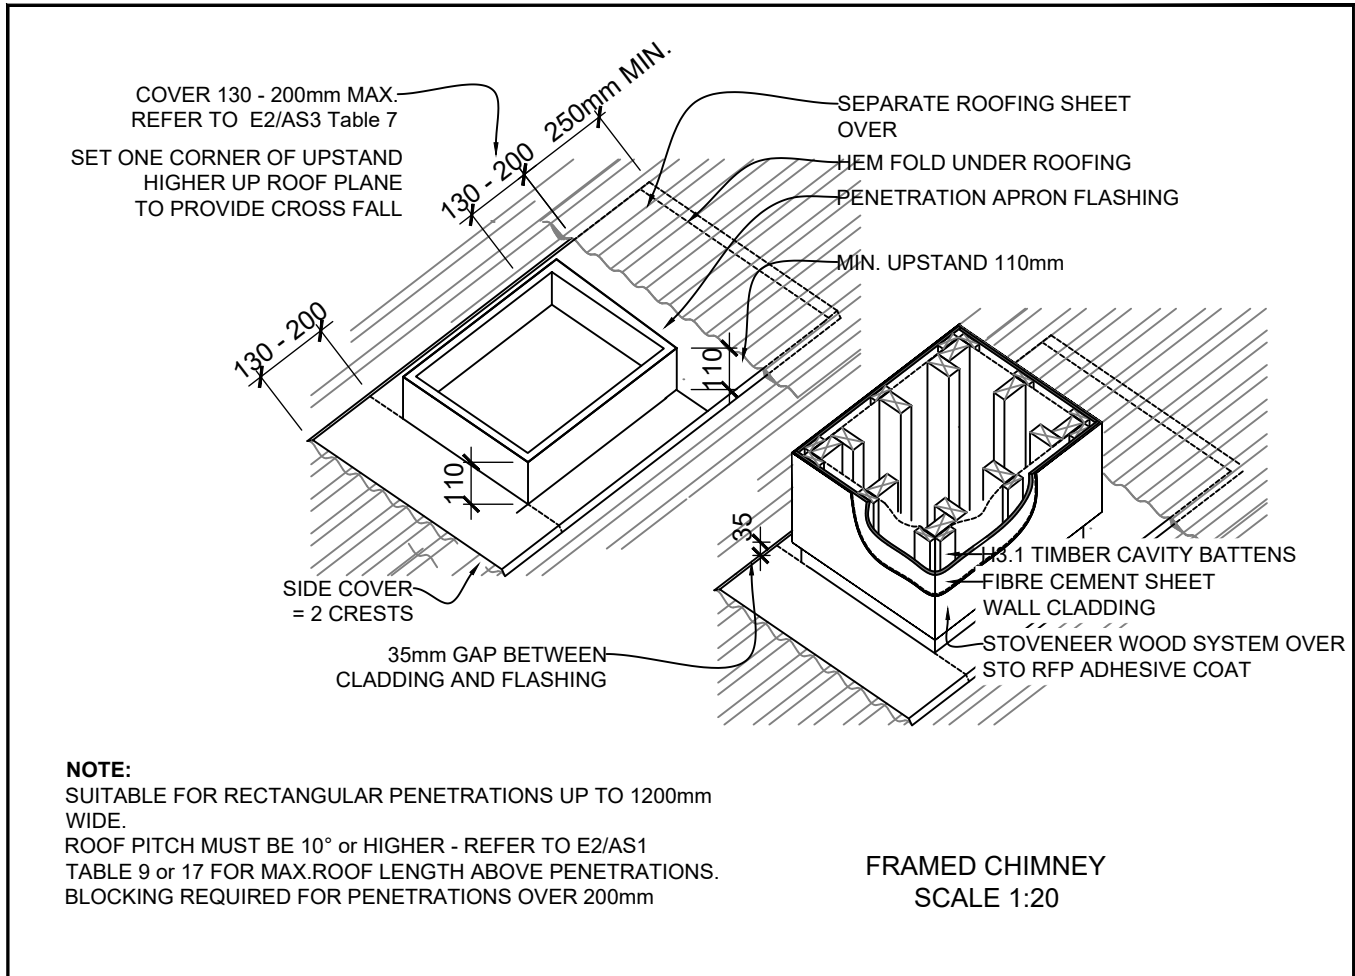 COVER 130 - 200mm MAX.
REFER TO E2/AS3 Table 7
SET ONE CORNER OF UPSTAND
HIGHER UP ROOF PLANE
TO PROVIDE CROSS FALL
130 - 200
250mm MIN.
SEPARATE ROOFING SHEET
OVER
HEM FOLD UNDER ROOFING
PENETRATION APRON FLASHING
MIN. UPSTAND 110mm
130 - 200
110
110
SIDE COVER
= 2 CRESTS
35
35mm GAP BETWEEN
CLADDING AND FLASHING
H3.1 TIMBER CAVITY BATTENS
FIBRE CEMENT SHEET
WALL CLADDING
STOVENEER WOOD SYSTEM OVER
STO RFP ADHESIVE COAT
NOTE:
SUITABLE FOR RECTANGULAR PENETRATIONS UP TO 1200mm
WIDE.
ROOF PITCH MUST BE 10° or HIGHER - REFER TO E2/AS1
TABLE 9 or 17 FOR MAX.ROOF LENGTH ABOVE PENETRATIONS.
BLOCKING REQUIRED FOR PENETRATIONS OVER 200mm
FRAMED CHIMNEY
SCALE 1:20